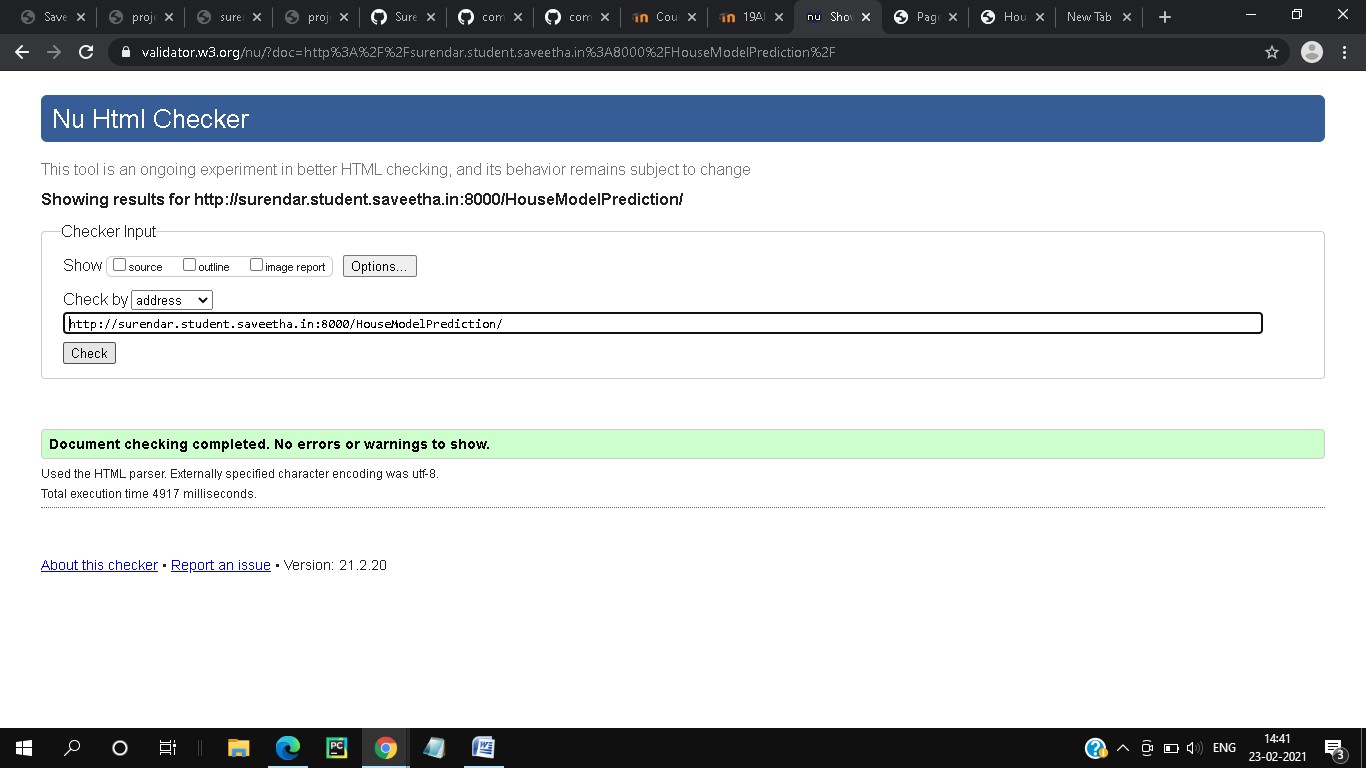 Save
proj
sure
proj
Sure
com
com
Cou
19AI
nu
Shov
Page
Hou
New Tab
validator.w3.org/nu/?doc=http%3A%2F%2Fsurendar.student.saveetha.in%3A8000%2FHouseModelPrediction%2F
Nu Html Checker
This tool is an ongoing experiment in better HTML checking, and its behavior remains subject to change
Showing results for http://surendar.student.saveetha.in:8000/HouseModelPrediction/
Checker Input
Show source outline image report Options...
Check by address
http://surendar.student.saveetha.in:8000/HouseModelPrediction/
Check
Document checking completed. No errors or warnings to show.
Used the HTML parser. Externally specified character encoding was utf-8.
Total execution time 4917 milliseconds.
About this checker • Report an issue • Version: 21.2.20
PC
W
ENG
14:41
23-02-2021
3